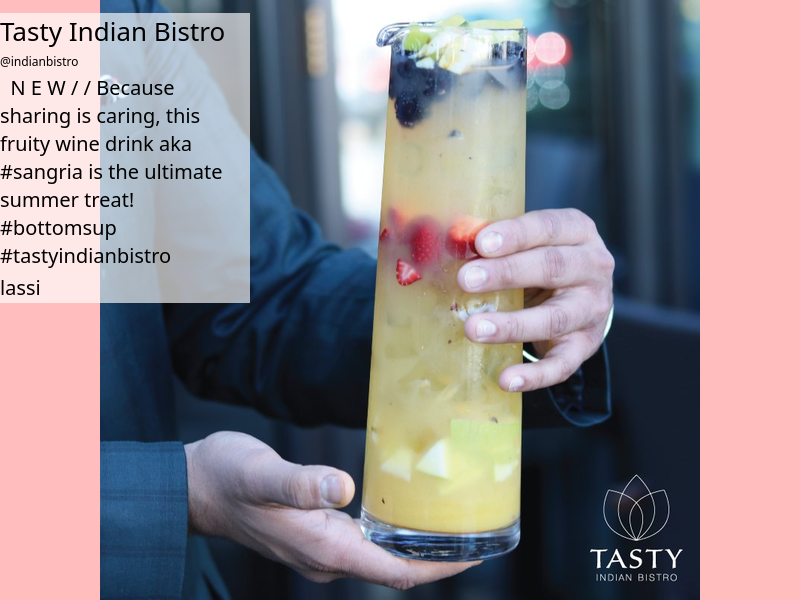 Tasty Indian Bistro
@indianbistro
N E W / / Because
sharing is caring, this
fruity wine drink aka
#sangria is the ultimate
summer treat!
#bottomsup
#tastyindianbistro
lassi
TASTY
INDIAN BISTRO